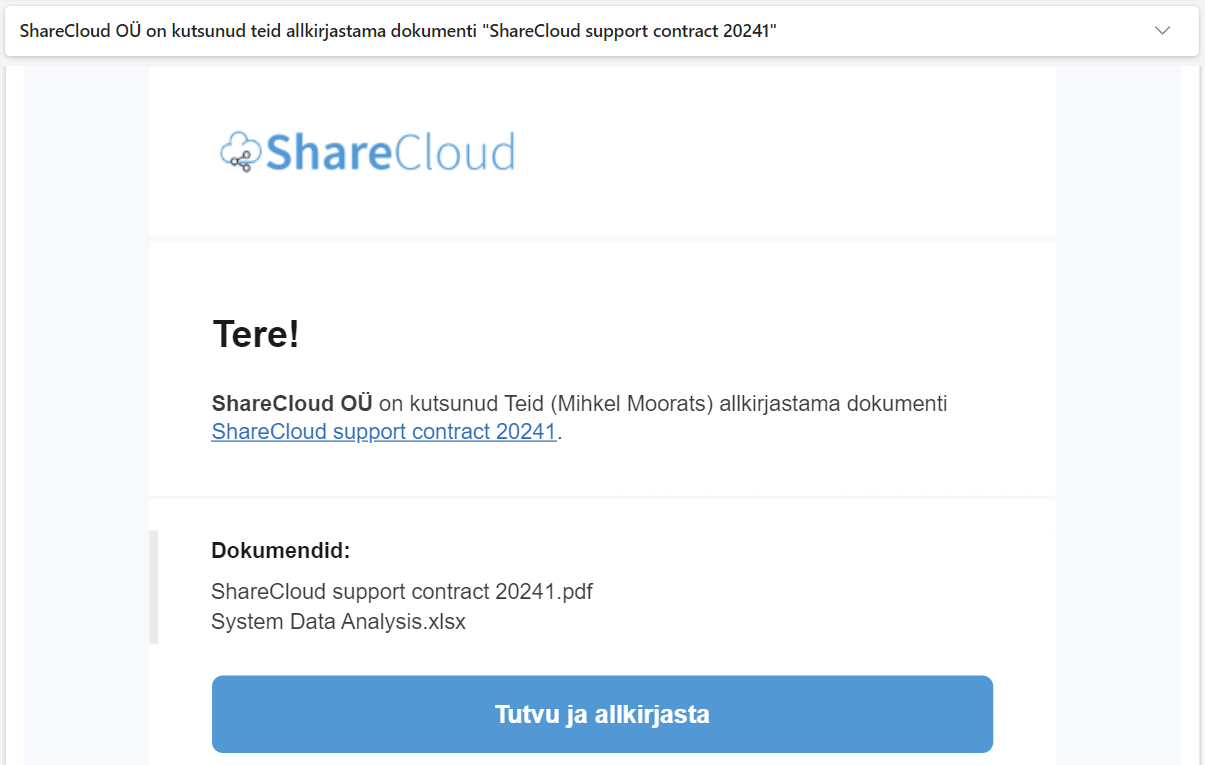 ShareCloud OÜ on kutsunud teid allkirjastama dokumenti "ShareCloud support contract 20241"
ShareCloud
Tere!
ShareCloud OÜ on kutsunud Teid (Mihkel Moorats) allkirjastama dokumenti
ShareCloud support contract 20241.
Dokumendid:
ShareCloud support contract 20241.pdf
System Data Analysis.xlsx
Tutvu ja allkirjasta